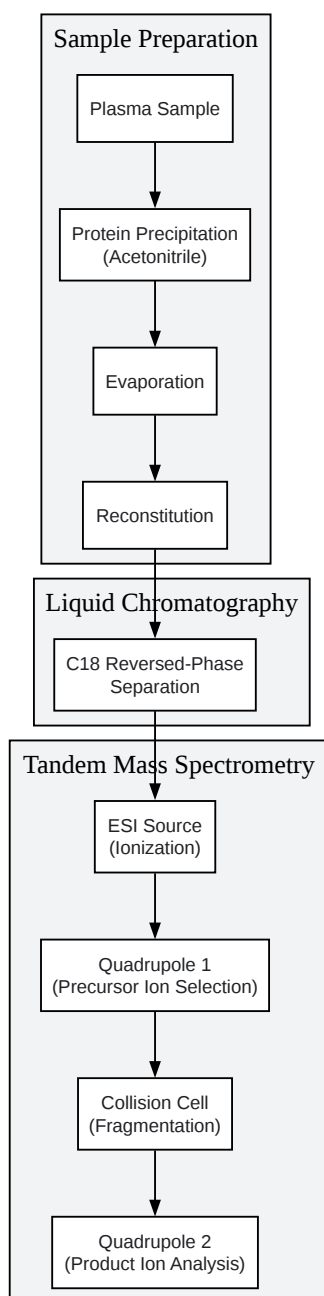 Sample Preparation
Plasma Sample
Protein Precipitation
(Acetonitrile)
Evaporation
Reconstitution
Liquid Chromatography
C18 Reversed-Phase
Separation
Tandem Mass Spectrometry
ESI Source
(Ionization)
Quadrupole 1
(Precursor Ion Selection)
Collision Cell
(Fragmentation)
Quadrupole 2
(Product Ion Analysis)